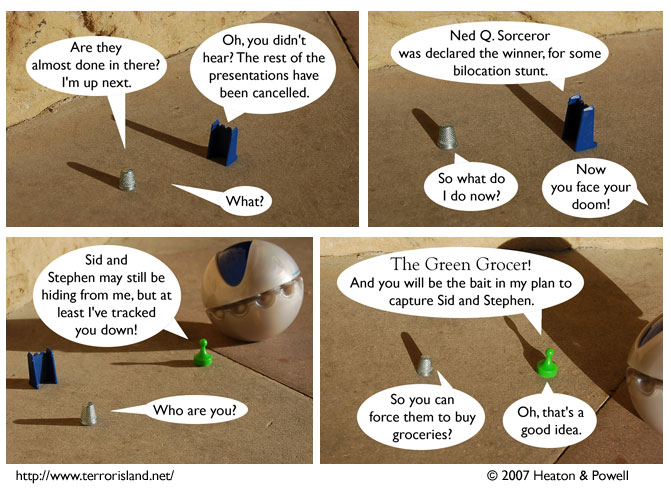 Are they
almost done in there?
I'm up next.
Oh, you didn't
hear? The rest of the
presentations have
been cancelled.
What?
Ned Q. Sorceror
was declared the winner, for some
bilocation stunt.
So what do
I do now?
Now
you face your
doom!
Sid and
Stephen may still be
hiding from me, but at
least I've tracked
you down!
Who are you?
The Green Grocer!
And you will be the bait in my plan to
capture Sid and Stephen.
So you can
force them to buy
groceries?
Oh, that's a
good idea.
http://www.terrorisland.net/
© 2007 Heaton & Powell